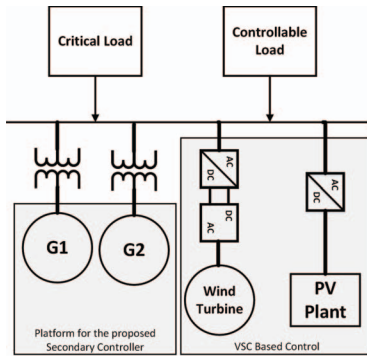 Critical Load
Controllable
Load
AC
DC
AC
DC
DC
AC
G1
G2
Wind
Turbine
PV
Plant
Platform for the proposed
Secondary Controller
VSC Based Control